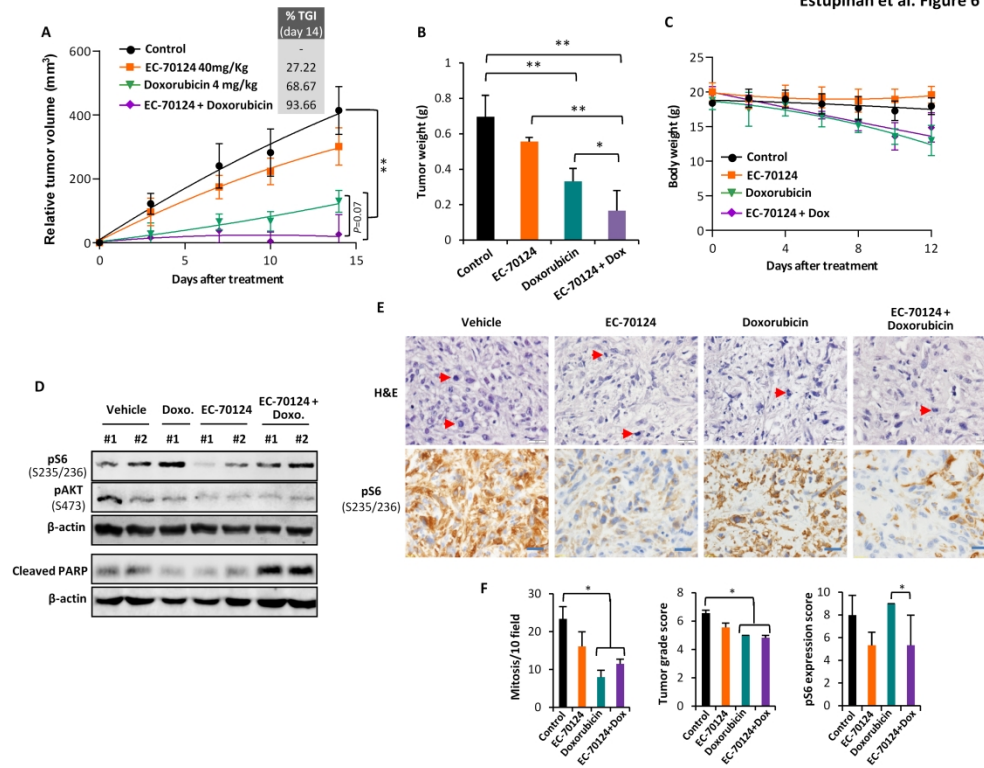 Estupiñan et al. Figure 6
A
% TGI
(day 14)
-
27.22
68.67
93.66
Control
EC-70124 40mg/Kg
Doxorubicin 4 mg/kg
EC-70124 + Doxorubicin
Relative tumor volume (mm³)
600
400
200
0
0 5 10 15
Days after treatment
**
P=0.07
B
Tumor weight (g)
1
0.8
0.6
0.4
0.2
0
**
**
**
*
Control
EC-70124
Doxorubicin
EC-70124 + Dox
C
Body weight (g)
25
20
15
10
5
0
0 4 8 12
Days after treatment
Control
EC-70124
Doxorubicin
EC-70124 + Dox
D
Vehicle Doxo. EC-70124 EC-70124 + Doxo.
#1 #2 #1 #1 #2 #1 #2
pS6
(S235/236)
pAKT
(S473)
β-actin
Cleaved PARP
β-actin
E
Vehicle EC-70124 Doxorubicin EC-70124 +
Doxorubicin
H&E
pS6
(S235/236)
F
Mitosis/10 field
30
20
10
0
*
Control
EC-70124
Doxorubicin
EC-70124+Dox
Tumor grade score
8
6
4
2
0
*
Control
EC-70124
Doxorubicin
EC-70124+Dox
pS6 expression score
10
8
6
4
2
0
*
Control
EC-70124
Doxorubicin
EC-70124+Dox